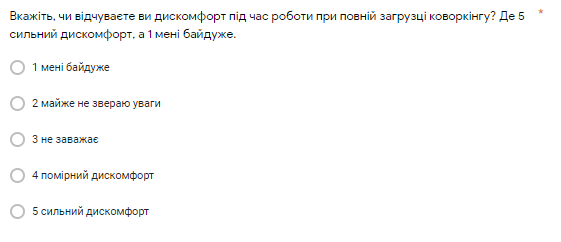 Вкажіть, чи відчуваєте ви дискомфорт під час роботи при повній загрузці коворкінгу? Де 5 *
сильний дискомфорт, а 1 мені байдуже.
1 мені байдуже
2 майже не звераю уваги
3 не заважає
4 помірний дискомфорт
5 сильний дискомфорт